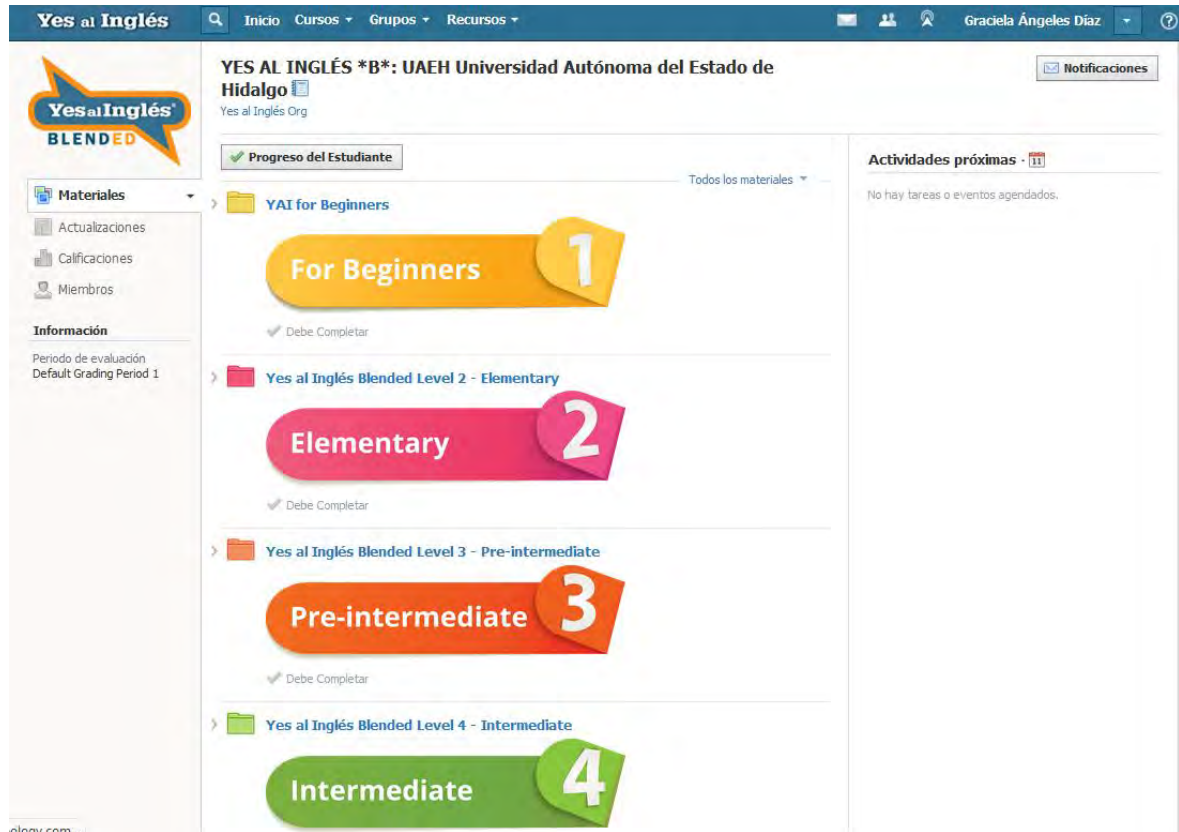 Yes al Inglés
Inicio Cursos Grupos Recursos
Graciela Ángeles Díaz
?
YesalInglés
BLENDED
Materiales
Actualizaciones
Calificaciones
Miembros
Información
Periodo de evaluación
Default Grading Period 1
YES AL INGLÉS *B*: UAEH Universidad Autónoma del Estado de
Hidalgo
Yes al Inglés Org
Notificaciones
Progreso del Estudiante
Todos los materiales
YAI for Beginners
For Beginners 1
Debe Completar
Yes al Inglés Blended Level 2 - Elementary
Elementary 2
Debe Completar
Yes al Inglés Blended Level 3 - Pre-intermediate
Pre-intermediate 3
Debe Completar
Yes al Inglés Blended Level 4 - Intermediate
Intermediate 4
Actividades próximas · 11
No hay tareas o eventos agendados.